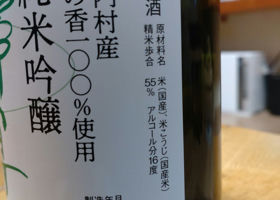 酒
原材料名 米(国産)、米こうじ(国産米)
精米歩合 55% アルコール分16度
村産
の香一〇〇%使用
純米吟醸
製造年月